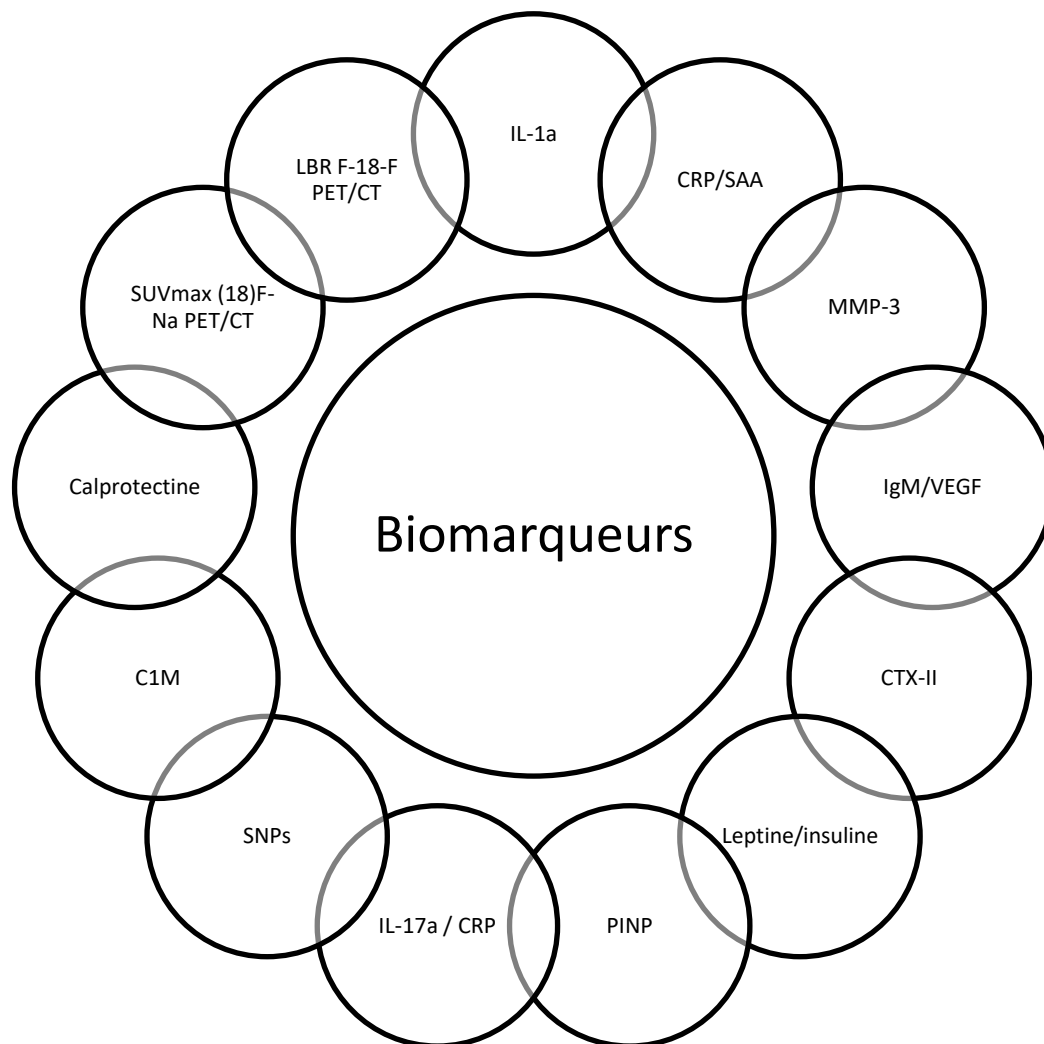 IL-1a
CRP/SAA
MMP-3
IgM/VEGF
CTX-II
Leptine/insuline
PINP
IL-17a / CRP
SNPs
C1M
Calprotectine
SUVmax (18)F-
Na PET/CT
LBR F-18-F
PET/CT
Biomarqueurs